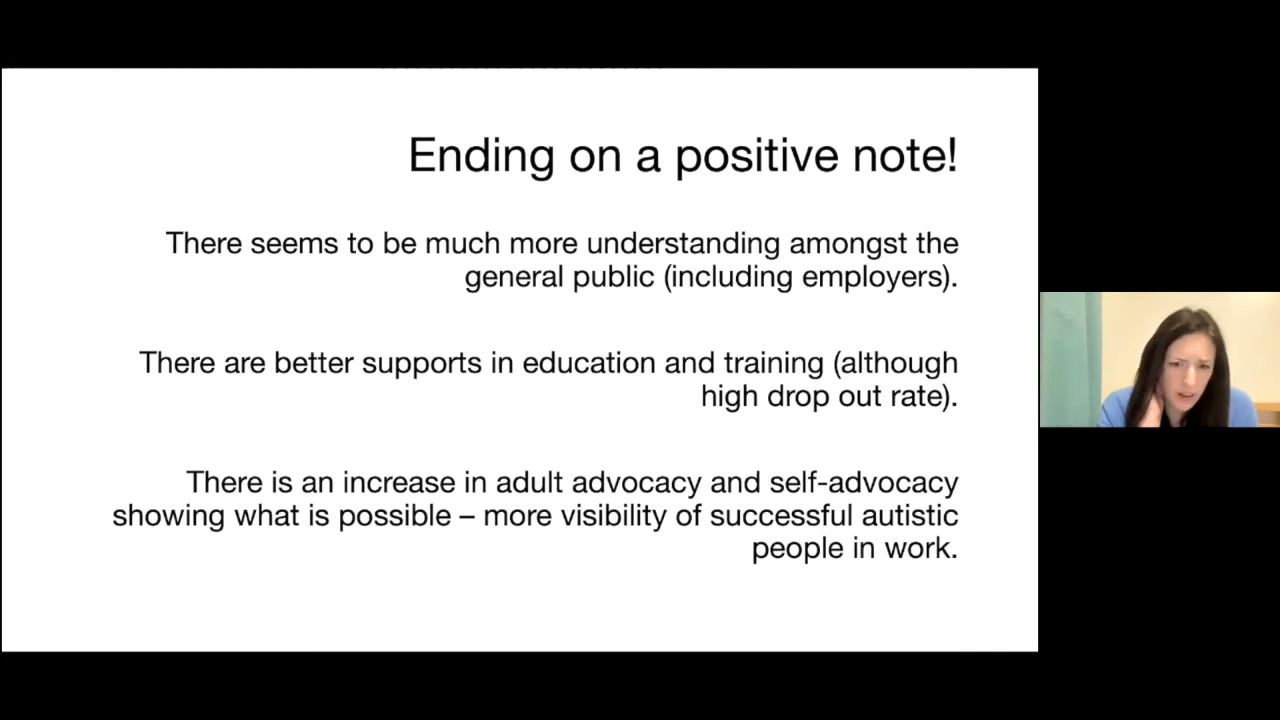 Ending on a positive note!
There seems to be much more understanding amongst the
general public (including employers).
There are better supports in education and training (although
high drop out rate).
There is an increase in adult advocacy and self-advocacy
showing what is possible – more visibility of successful autistic
people in work.